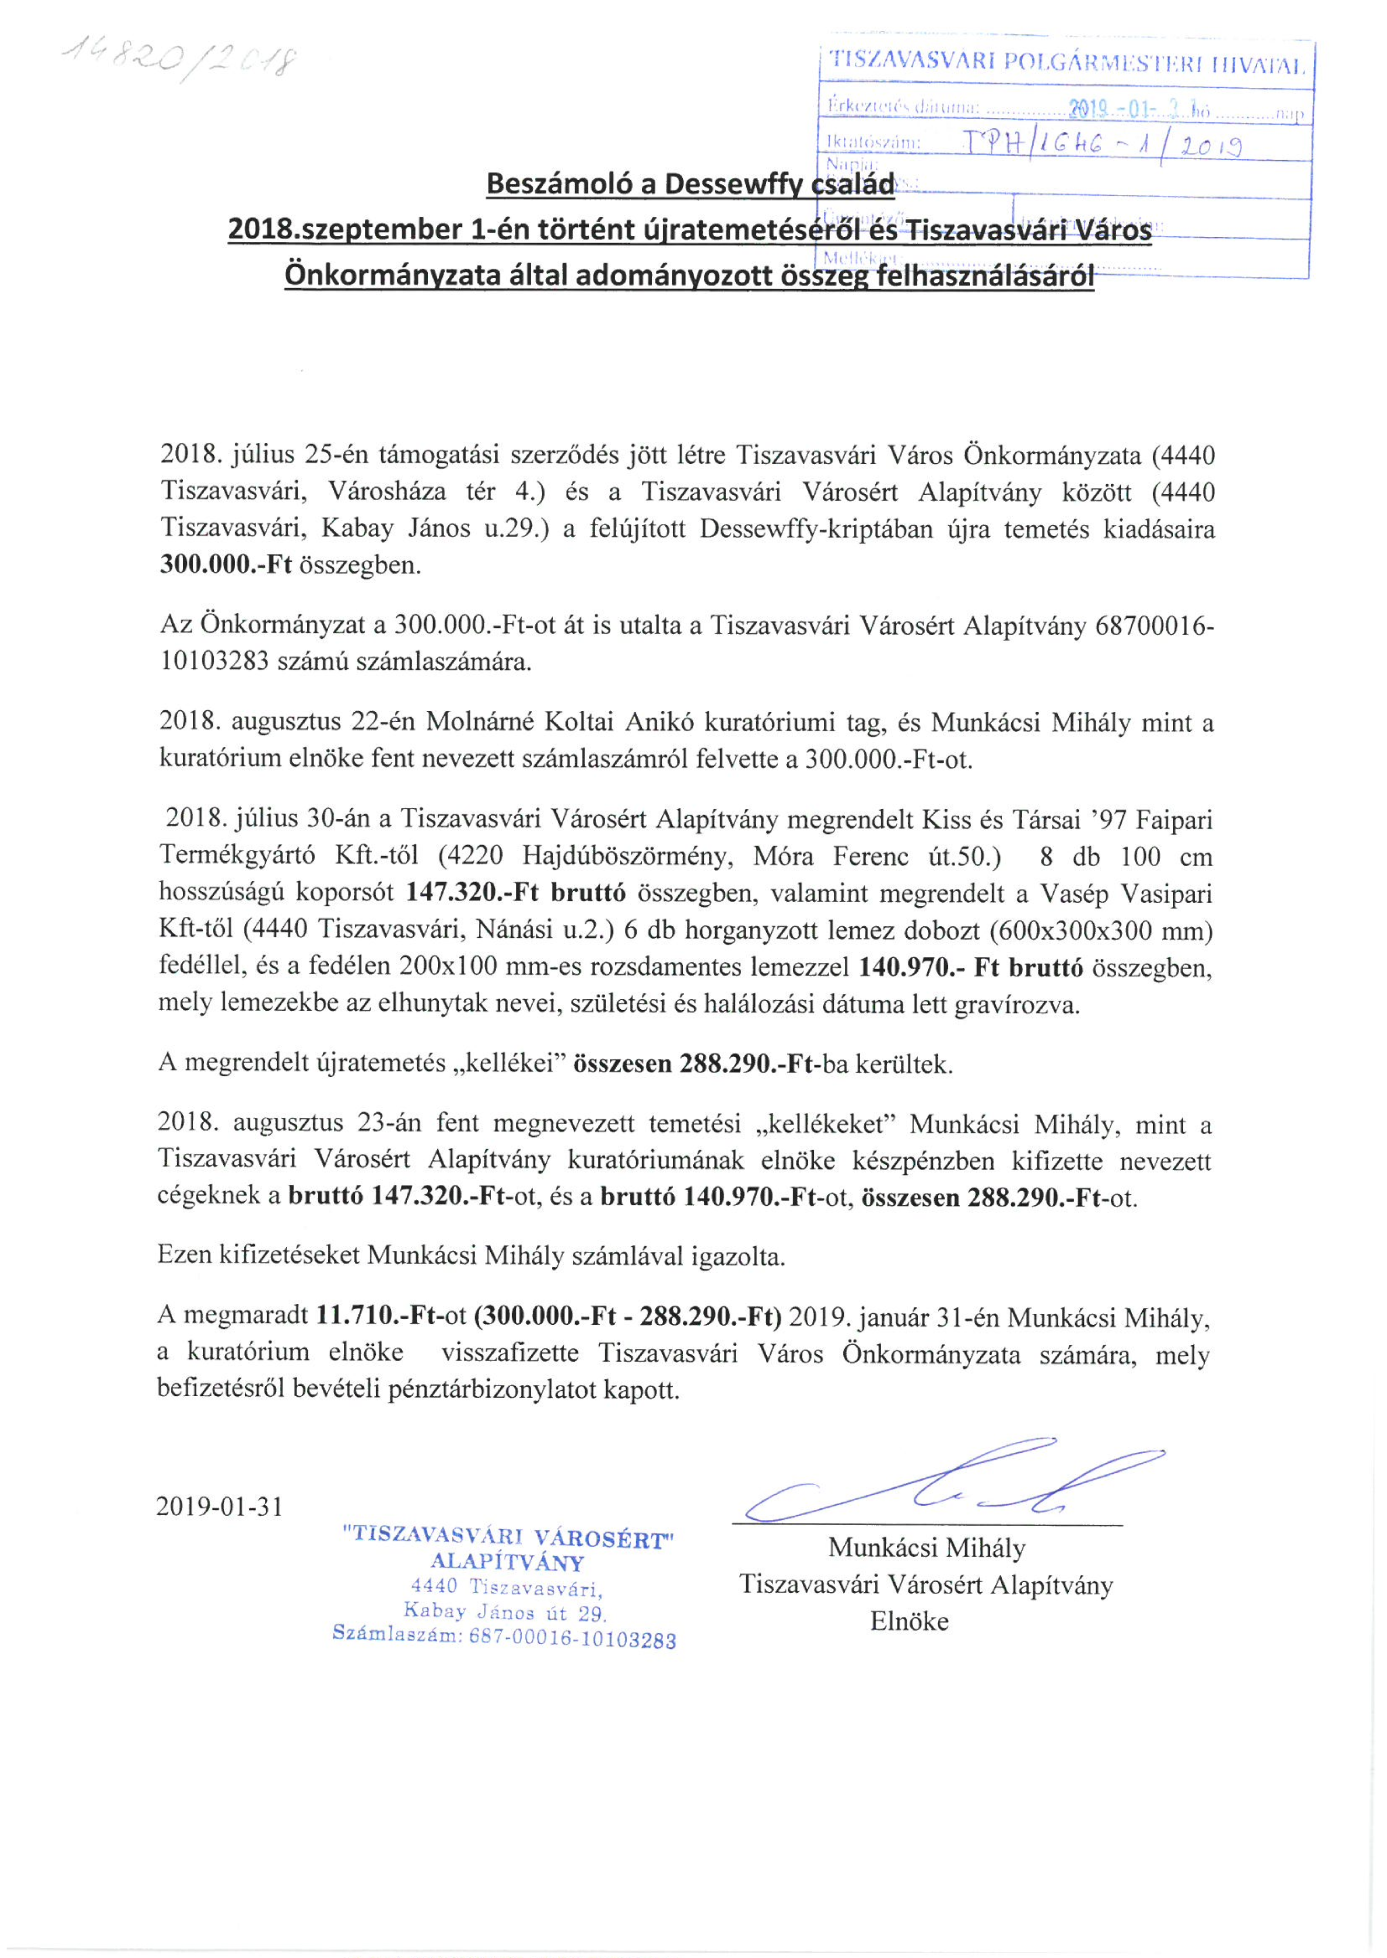 14820/2018
TISZAVASVÁRI POLGÁRMESTERI HIVATAL
Érkeztetés dátuma: 2019 -01- hó nap
Iktatószám: TPH/1646-1/2019
Napja:
Beszámoló a Dessewffy család
2018.szeptember 1-én történt újratemetéséről és Tiszavasvári Város
Melléklet:
Önkormányzata által adományozott összeg felhasználásáról
2018. július 25-én támogatási szerződés jött létre Tiszavasvári Város Önkormányzata (4440
Tiszavasvári, Városháza tér 4.) és a Tiszavasvári Városért Alapítvány között (4440
Tiszavasvári, Kabay János u.29.) a felújított Dessewffy-kriptában újra temetés kiadásaira
300.000.-Ft összegben.
Az Önkormányzat a 300.000.-Ft-ot át is utalta a Tiszavasvári Városért Alapítvány 68700016-
10103283 számú számlaszámára.
2018. augusztus 22-én Molnárné Koltai Anikó kuratóriumi tag, és Munkácsi Mihály mint a
kuratórium elnöke fent nevezett számlaszámról felvette a 300.000.-Ft-ot.
2018. július 30-án a Tiszavasvári Városért Alapítvány megrendelt Kiss és Társai ’97 Faipari
Termékgyártó Kft.-től (4220 Hajdúböszörmény, Móra Ferenc út.50.) 8 db 100 cm
hosszúságú koporsót 147.320.-Ft bruttó összegben, valamint megrendelt a Vasép Vasipari
Kft-től (4440 Tiszavasvári, Nánási u.2.) 6 db horganyzott lemez dobozt (600x300x300 mm)
fedéllel, és a fedélen 200x100 mm-es rozsdamentes lemezzel 140.970.- Ft bruttó összegben,
mely lemezekbe az elhunytak nevei, születési és halálozási dátuma lett gravírozva.
A megrendelt újratemetés „kellékei” összesen 288.290.-Ft-ba kerültek.
2018. augusztus 23-án fent megnevezett temetési „kellékeket” Munkácsi Mihály, mint a
Tiszavasvári Városért Alapítvány kuratóriumának elnöke készpénzben kifizette nevezett
cégeknek a bruttó 147.320.-Ft-ot, és a bruttó 140.970.-Ft-ot, összesen 288.290.-Ft-ot.
Ezen kifizetéseket Munkácsi Mihály számlával igazolta.
A megmaradt 11.710.-Ft-ot (300.000.-Ft - 288.290.-Ft) 2019. január 31-én Munkácsi Mihály,
a kuratórium elnöke visszafizette Tiszavasvári Város Önkormányzata számára, mely
befizetésről bevételi pénztárbizonylatot kapott.
2019-01-31
"TISZAVASVÁRI VÁROSÉRT"
ALAPÍTVÁNY
4440 Tiszavasvári,
Kabay János út 29.
Számlaszám: 687-00016-10103283
Munkácsi Mihály
Tiszavasvári Városért Alapítvány
Elnöke